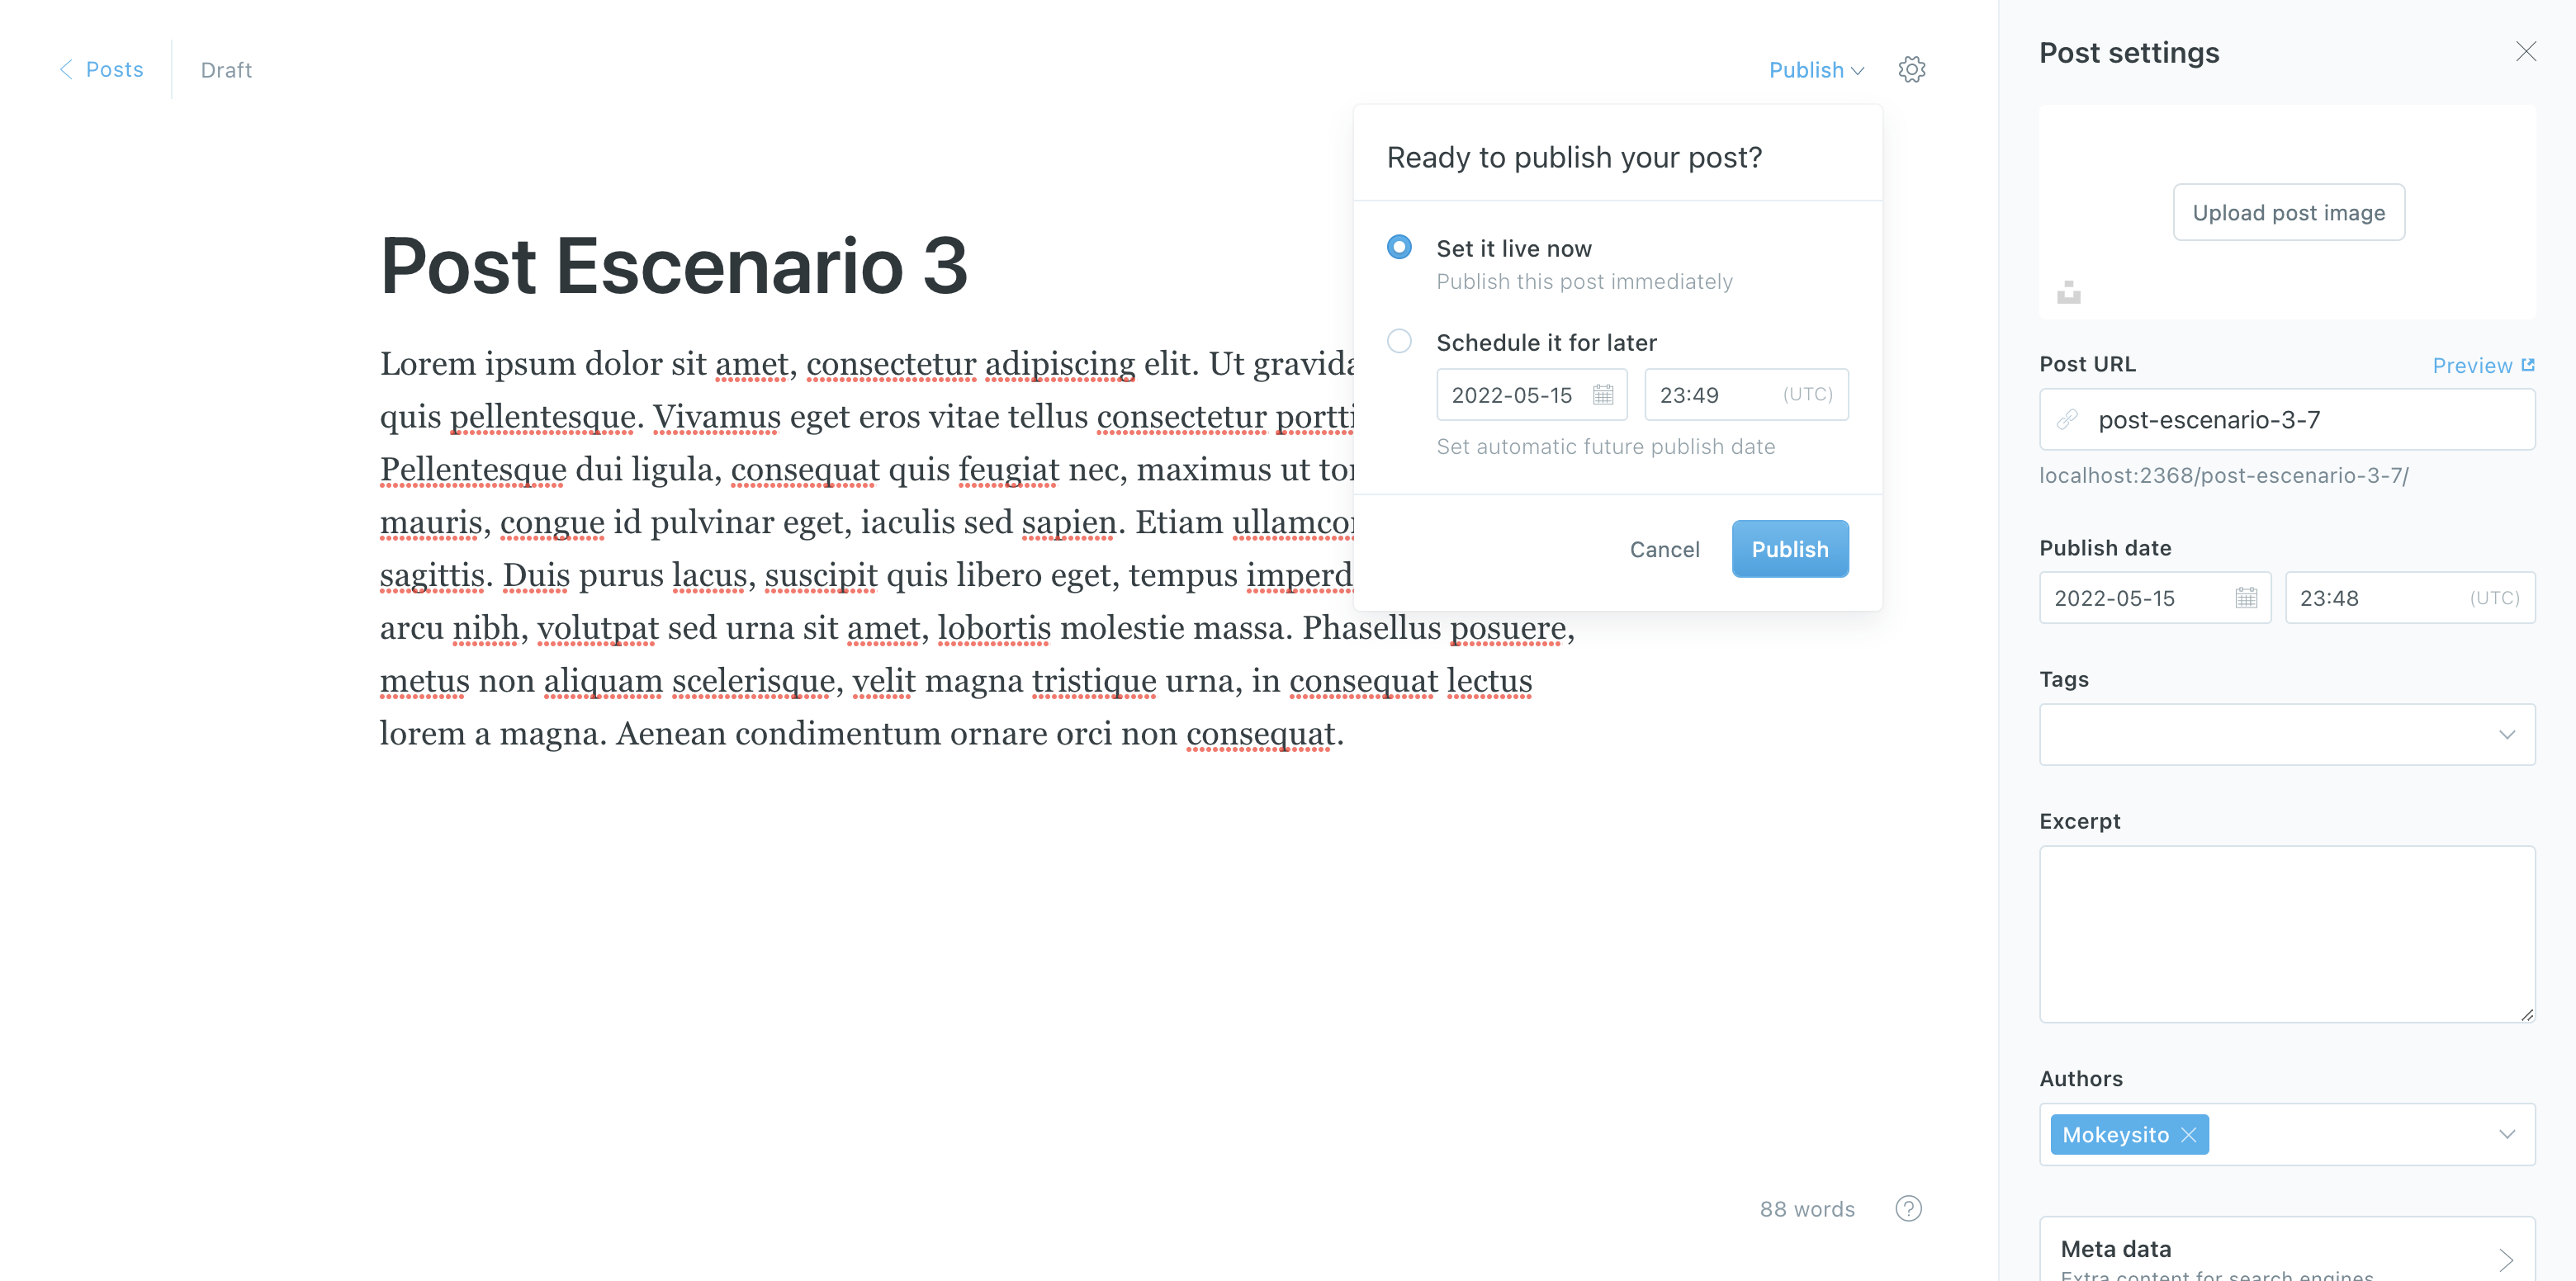 Posts
Draft
Publish
Ready to publish your post?
Set it live now
Publish this post immediately
Schedule it for later
2022-05-15
23:49 (UTC)
Set automatic future publish date
Cancel
Publish
Post Escenario 3
Lorem ipsum dolor sit amet, consectetur adipiscing elit. Ut gravida
quis pellentesque. Vivamus eget eros vitae tellus consectetur
Pellentesque dui ligula, consequat quis feugiat nec, maximus ut
mauris, congue id pulvinar eget, iaculis sed sapien. Etiam
sagittis. Duis purus lacus, suscipit quis libero eget, tempus
arcu nibh, volutpat sed urna sit amet, lobortis molestie massa. Phasellus posuere,
metus non aliquam scelerisque, velit magna tristique urna, in consequat lectus
lorem a magna. Aenean condimentum ornare orci non consequat.
88 words
?
Post settings
Upload post image
Post URL
Preview
post-escenario-3-7
localhost:2368/post-escenario-3-7/
Publish date
2022-05-15
23:48 (UTC)
Tags
Excerpt
Authors
Mokeysito
Meta data
Extra content for search engines